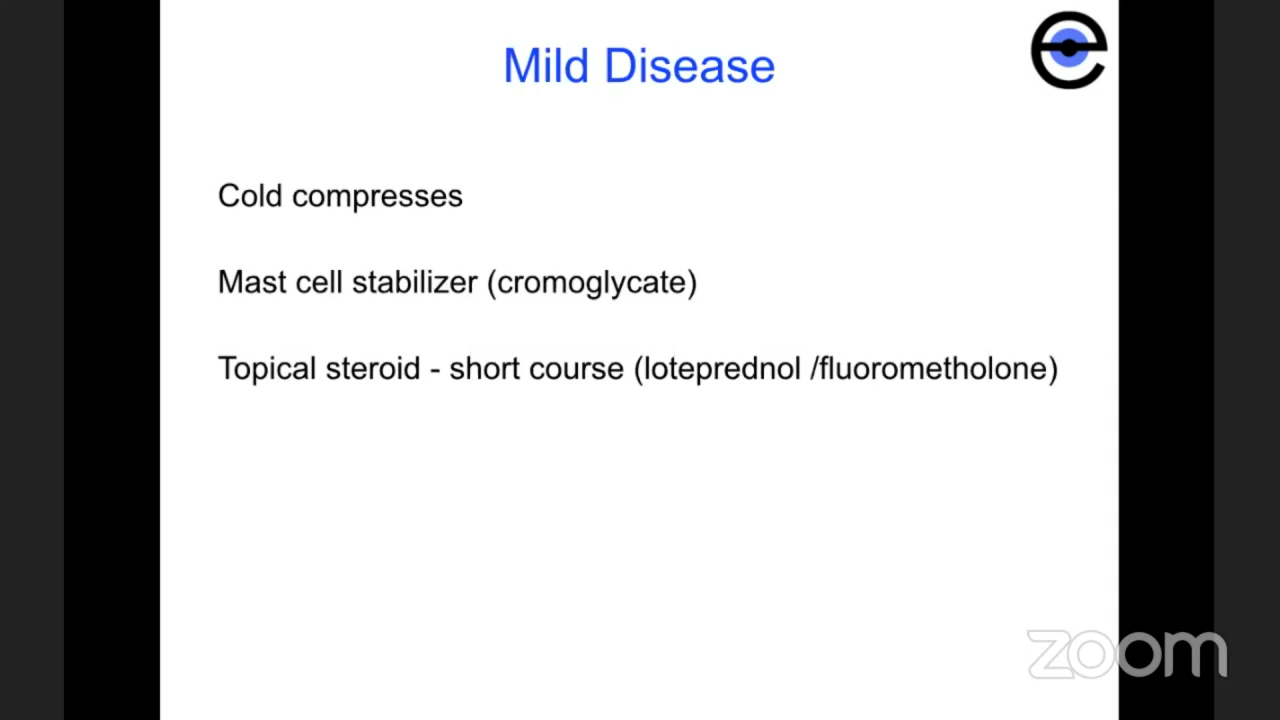 Mild Disease
Cold compresses
Mast cell stabilizer (cromoglycate)
Topical steroid - short course (loteprednol /fluorometholone)
zoom